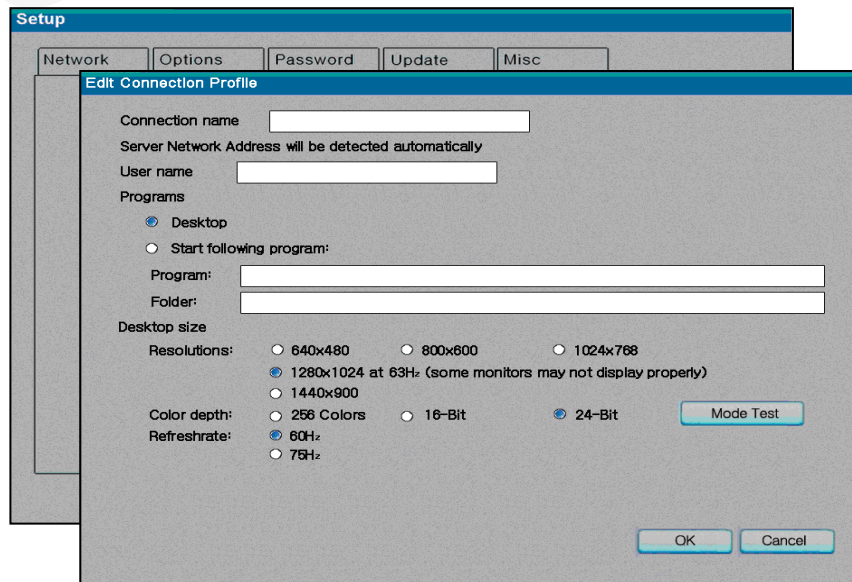 Setup
Network Options Password Update Misc
Edit Connection Profile
Connection name
Server Network Address will be detected automatically
User name
Programs
Desktop
Start following program:
Program:
Folder:
Desktop size
Resolutions: 640x480 800x600 1024x768
1280x1024 at 63Hz (some monitors may not display properly)
1440x900
Color depth: 256 Colors 16-Bit 24-Bit Mode Test
Refreshrate: 60Hz
75Hz
OK Cancel